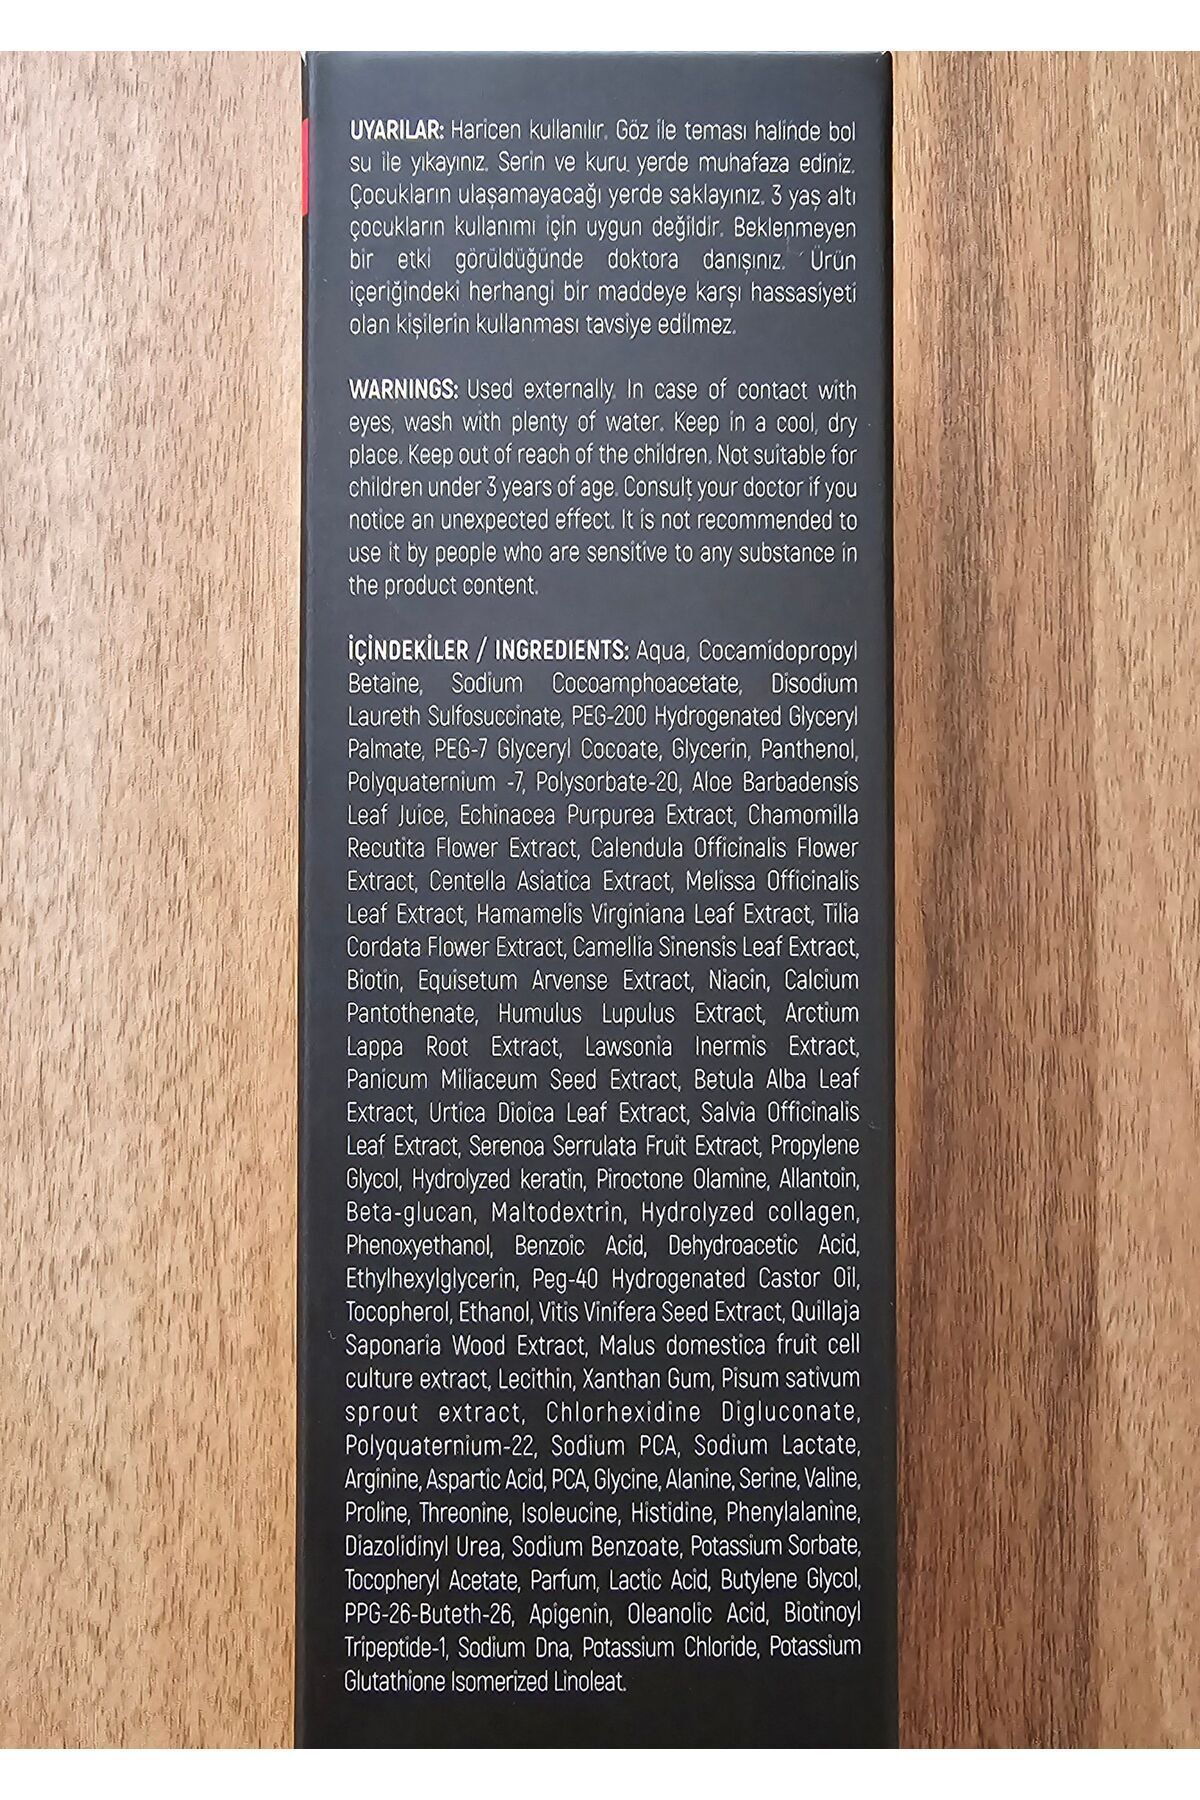 UYARILAR: Haricen kullanılır. Göz ile teması halinde bol
su ile yıkayınız. Serin ve kuru yerde muhafaza ediniz.
Çocukların ulaşamayacağı yerde saklayınız. 3 yaş altı
çocukların kullanımı için uygun değildir. Beklenmeyen
bir etki görüldüğünde doktora danışınız. Ürün
içeriğindeki herhangi bir maddeye karşı hassasiyeti
olan kişilerin kullanması tavsiye edilmez.
WARNINGS: Used externally. In case of contact with
eyes, wash with plenty of water. Keep in a cool, dry
place. Keep out of reach of the children. Not suitable for
children under 3 years of age. Consult your doctor if you
notice an unexpected effect. It is not recommended to
use it by people who are sensitive to any substance in
the product content.
İÇİNDEKİLER / INGREDIENTS: Aqua, Cocamidopropyl
Betaine, Sodium Cocoamphoacetate, Disodium
Laureth Sulfosuccinate, PEG-200 Hydrogenated Glyceryl
Palmate, PEG-7 Glyceryl Cocoate, Glycerin, Panthenol,
Polyquaternium -7, Polysorbate-20, Aloe Barbadensis
Leaf Juice, Echinacea Purpurea Extract, Chamomilla
Recutita Flower Extract, Calendula Officinalis Flower
Extract, Centella Asiatica Extract, Melissa Officinalis
Leaf Extract, Hamamelis Virginiana Leaf Extract, Tilia
Cordata Flower Extract, Camellia Sinensis Leaf Extract,
Biotin, Equisetum Arvense Extract, Niacin, Calcium
Pantothenate, Humulus Lupulus Extract, Arctium
Lappa Root Extract, Lawsonia Inermis Extract,
Panicum Miliaceum Seed Extract, Betula Alba Leaf
Extract, Urtica Dioica Leaf Extract, Salvia Officinalis
Leaf Extract, Serenoa Serrulata Fruit Extract, Propylene
Glycol, Hydrolyzed keratin, Piroctone Olamine, Allantoin,
Beta-glucan, Maltodextrin, Hydrolyzed collagen,
Phenoxyethanol, Benzoic Acid, Dehydroacetic Acid,
Ethylhexylglycerin, Peg-40 Hydrogenated Castor Oil,
Tocopherol, Ethanol, Vitis Vinifera Seed Extract, Quillaja
Saponaria Wood Extract, Malus domestica fruit cell
culture extract, Lecithin, Xanthan Gum, Pisum sativum
sprout extract, Chlorhexidine Digluconate,
Polyquaternium-22, Sodium PCA, Sodium Lactate,
Arginine, Aspartic Acid, PCA, Glycine, Alanine, Serine, Valine,
Proline, Threonine, Isoleucine, Histidine, Phenylalanine,
Diazolidinyl Urea, Sodium Benzoate, Potassium Sorbate,
Tocopheryl Acetate, Parfum, Lactic Acid, Butylene Glycol,
PPG-26-Buteth-26, Apigenin, Oleanolic Acid, Biotinoyl
Tripeptide-1, Sodium Dna, Potassium Chloride, Potassium
Glutathione Isomerized Linoleat.